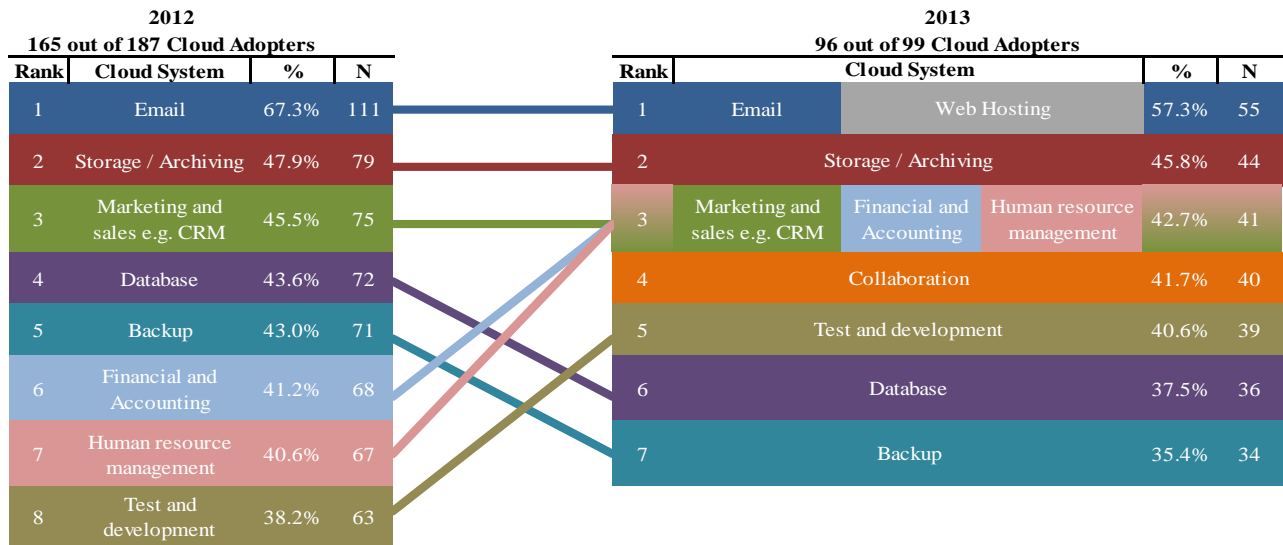 2012
165 out of 187 Cloud Adopters
Rank Cloud System % N
1 Email 67.3% 111
2 Storage / Archiving 47.9% 79
3 Marketing and
sales e.g. CRM 45.5% 75
4 Database 43.6% 72
5 Backup 43.0% 71
6 Financial and
Accounting 41.2% 68
7 Human resource
management 40.6% 67
8 Test and
development 38.2% 63
2013
96 out of 99 Cloud Adopters
Rank Cloud System % N
1 Email Web Hosting 57.3% 55
2 Storage / Archiving 45.8% 44
3 Marketing and
sales e.g. CRM Financial and
Accounting Human resource
management 42.7% 41
4 Collaboration 41.7% 40
5 Test and development 40.6% 39
6 Database 37.5% 36
7 Backup 35.4% 34